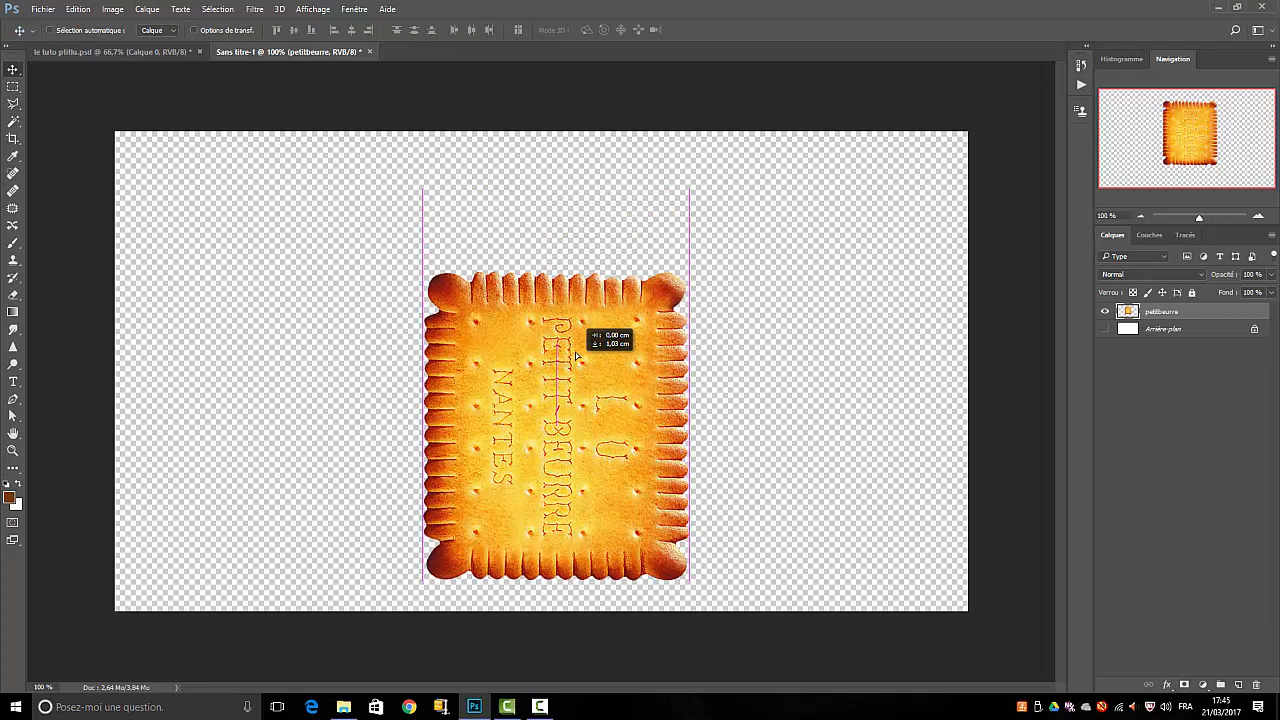 Ps Fichier Edition Image Calque Texte Sélection Filtre 3D Affichage Fenêtre Aide
Sélection automatique : Calque Options de transf. Mode 3D :
le tuto ptitlu.psd @ 66,7% (Calque 0, RVB/8) * × Sans titre-1 @ 100% (petitbeurre, RVB/8) * ×
Histogramme Navigation
100 %
Calques Couches Tracés
Type
Normal Opacité : 100 %
Verrou : Fond : 100 %
petitbeurre
Arrière-plan
: 0,00 cm
: 1,03 cm
LU
PETIT-BEURRE
NANTES
100 % Doc : 2,64 Mo/3,84 Mo
Posez-moi une question. Ps FRA 17:45
21/03/2017